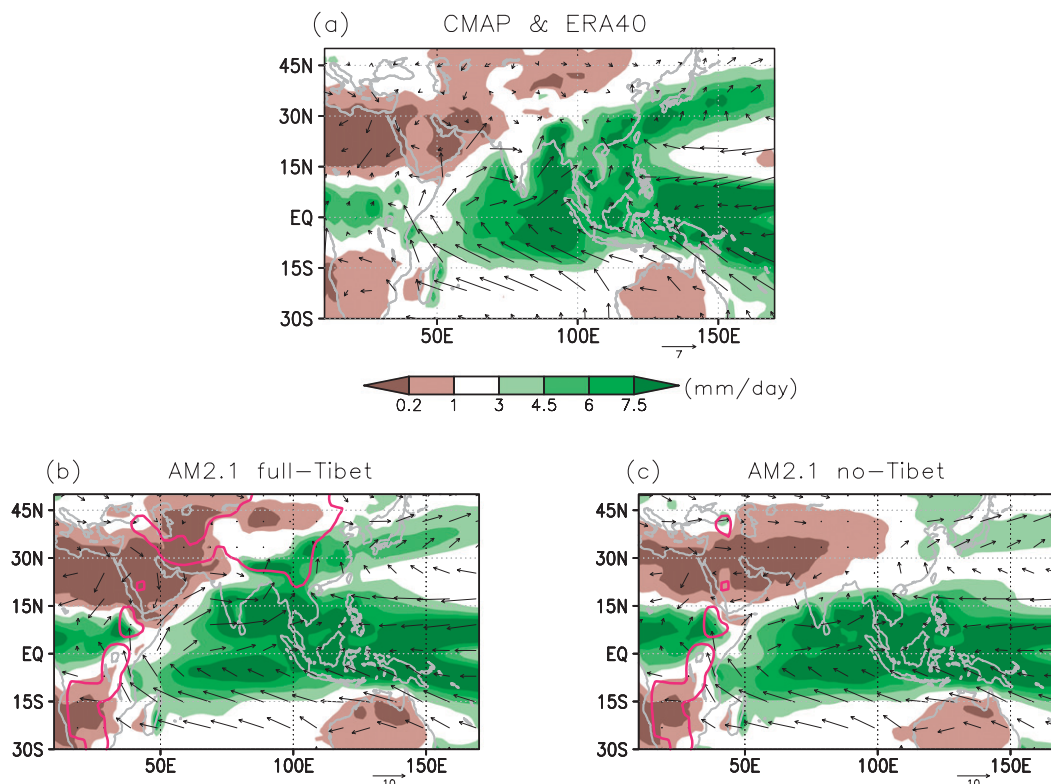 (a) CMAP & ERA40
45N
30N
15N
EQ
15S
30S
50E 100E 150E
7
0.2 1 3 4.5 6 7.5 (mm/day)
(b) AM2.1 full-Tibet
45N
30N
15N
EQ
15S
30S
50E 100E 150E
10
(c) AM2.1 no-Tibet
45N
30N
15N
EQ
15S
30S
50E 100E 150E
10